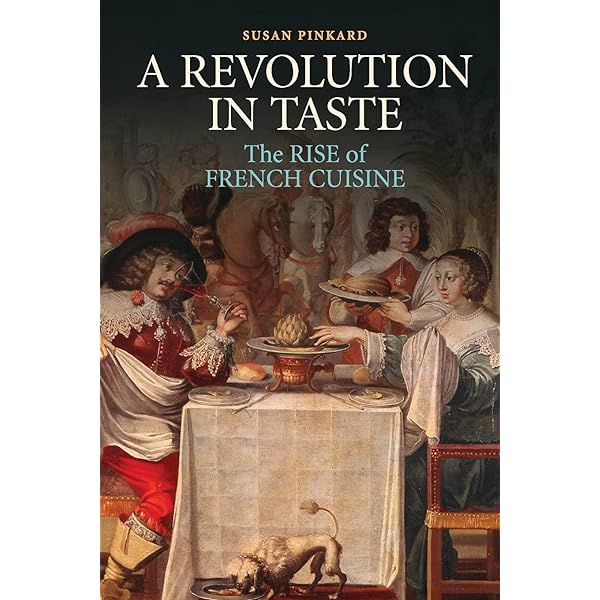 SUSAN PINKARD
A REVOLUTION
IN TASTE
The RISE of
FRENCH CUISINE